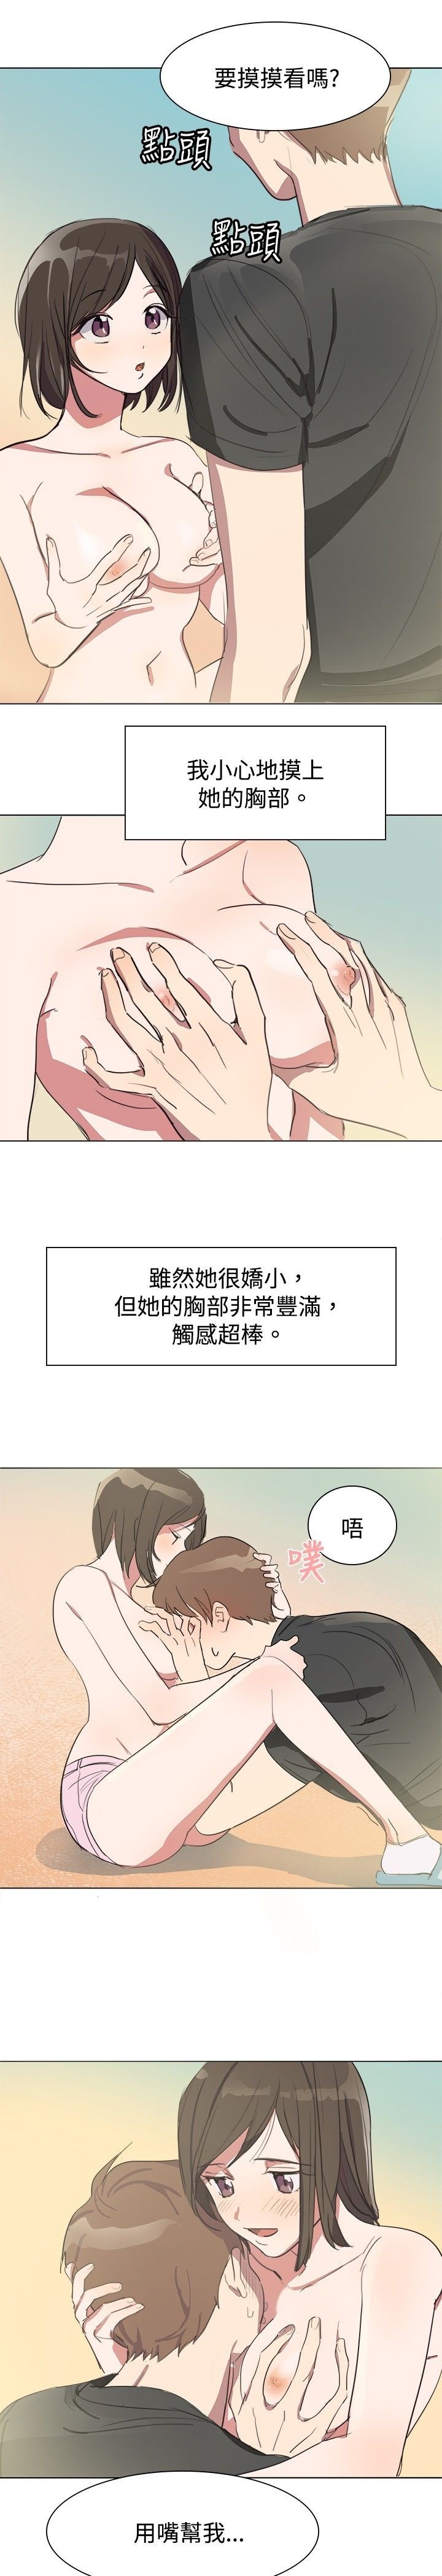 要摸摸看嗎?
點頭
點頭
我小心地摸上
她的胸部。
雖然她很嬌小，
但她的胸部非常豐滿，
觸感超棒。
唔
噗
用嘴幫我...